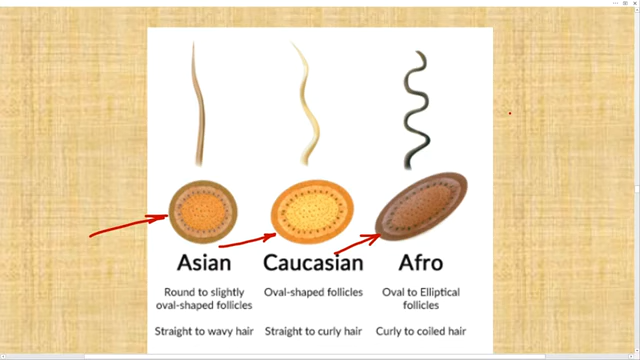 Asian
Caucasian
Afro
Round to slightly
oval-shaped follicles
Oval-shaped follicles
Oval to Elliptical
follicles
Straight to wavy hair
Straight to curly hair
Curly to coiled hair